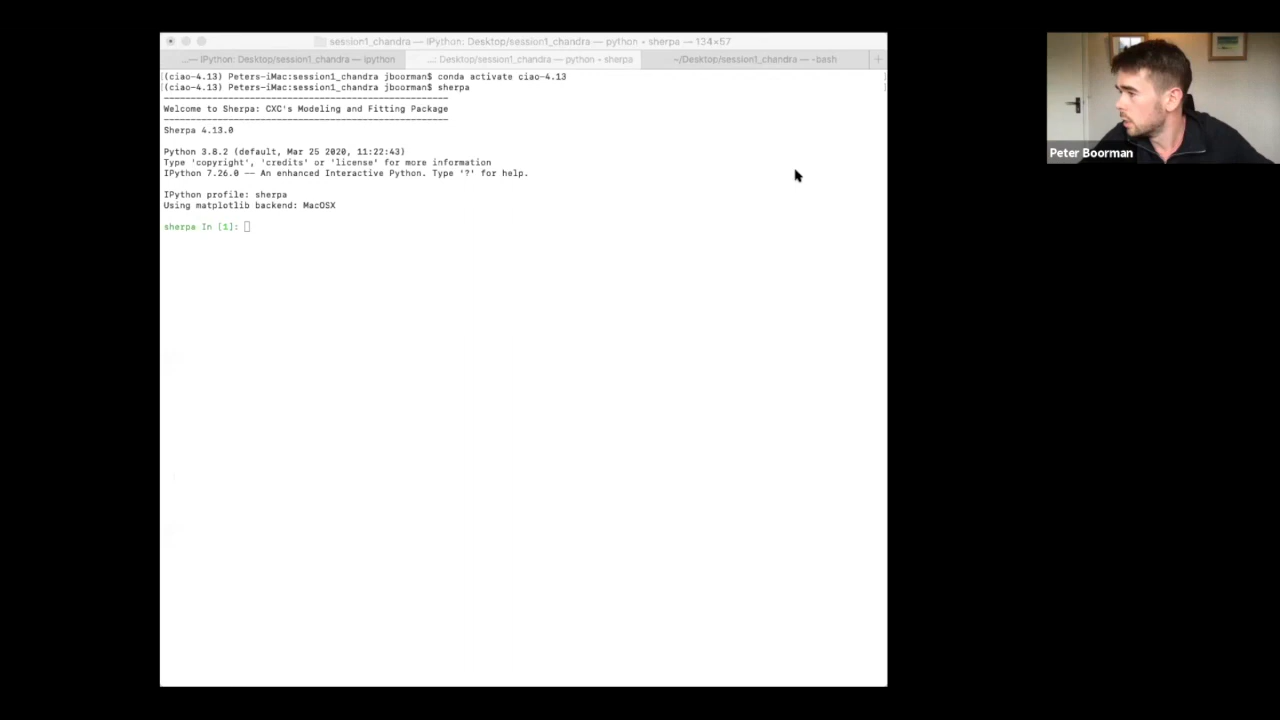 session1_chandra — IPython: Desktop/session1_chandra — python • sherpa — 134×57
...— IPython: Desktop/session1_chandra — ipython
...: Desktop/session1_chandra — python • sherpa
~/Desktop/session1_chandra — -bash
+
[(ciao-4.13) Peters-iMac:session1_chandra jboorman$ conda activate ciao-4.13 ]
[(ciao-4.13) Peters-iMac:session1_chandra jboorman$ sherpa ]
-----------------------------------------------------
Welcome to Sherpa: CXC's Modeling and Fitting Package
-----------------------------------------------------
Sherpa 4.13.0
Python 3.8.2 (default, Mar 25 2020, 11:22:43)
Type 'copyright', 'credits' or 'license' for more information
IPython 7.26.0 -- An enhanced Interactive Python. Type '?' for help.
IPython profile: sherpa
Using matplotlib backend: MacOSX
sherpa In [1]:
Peter Boorman